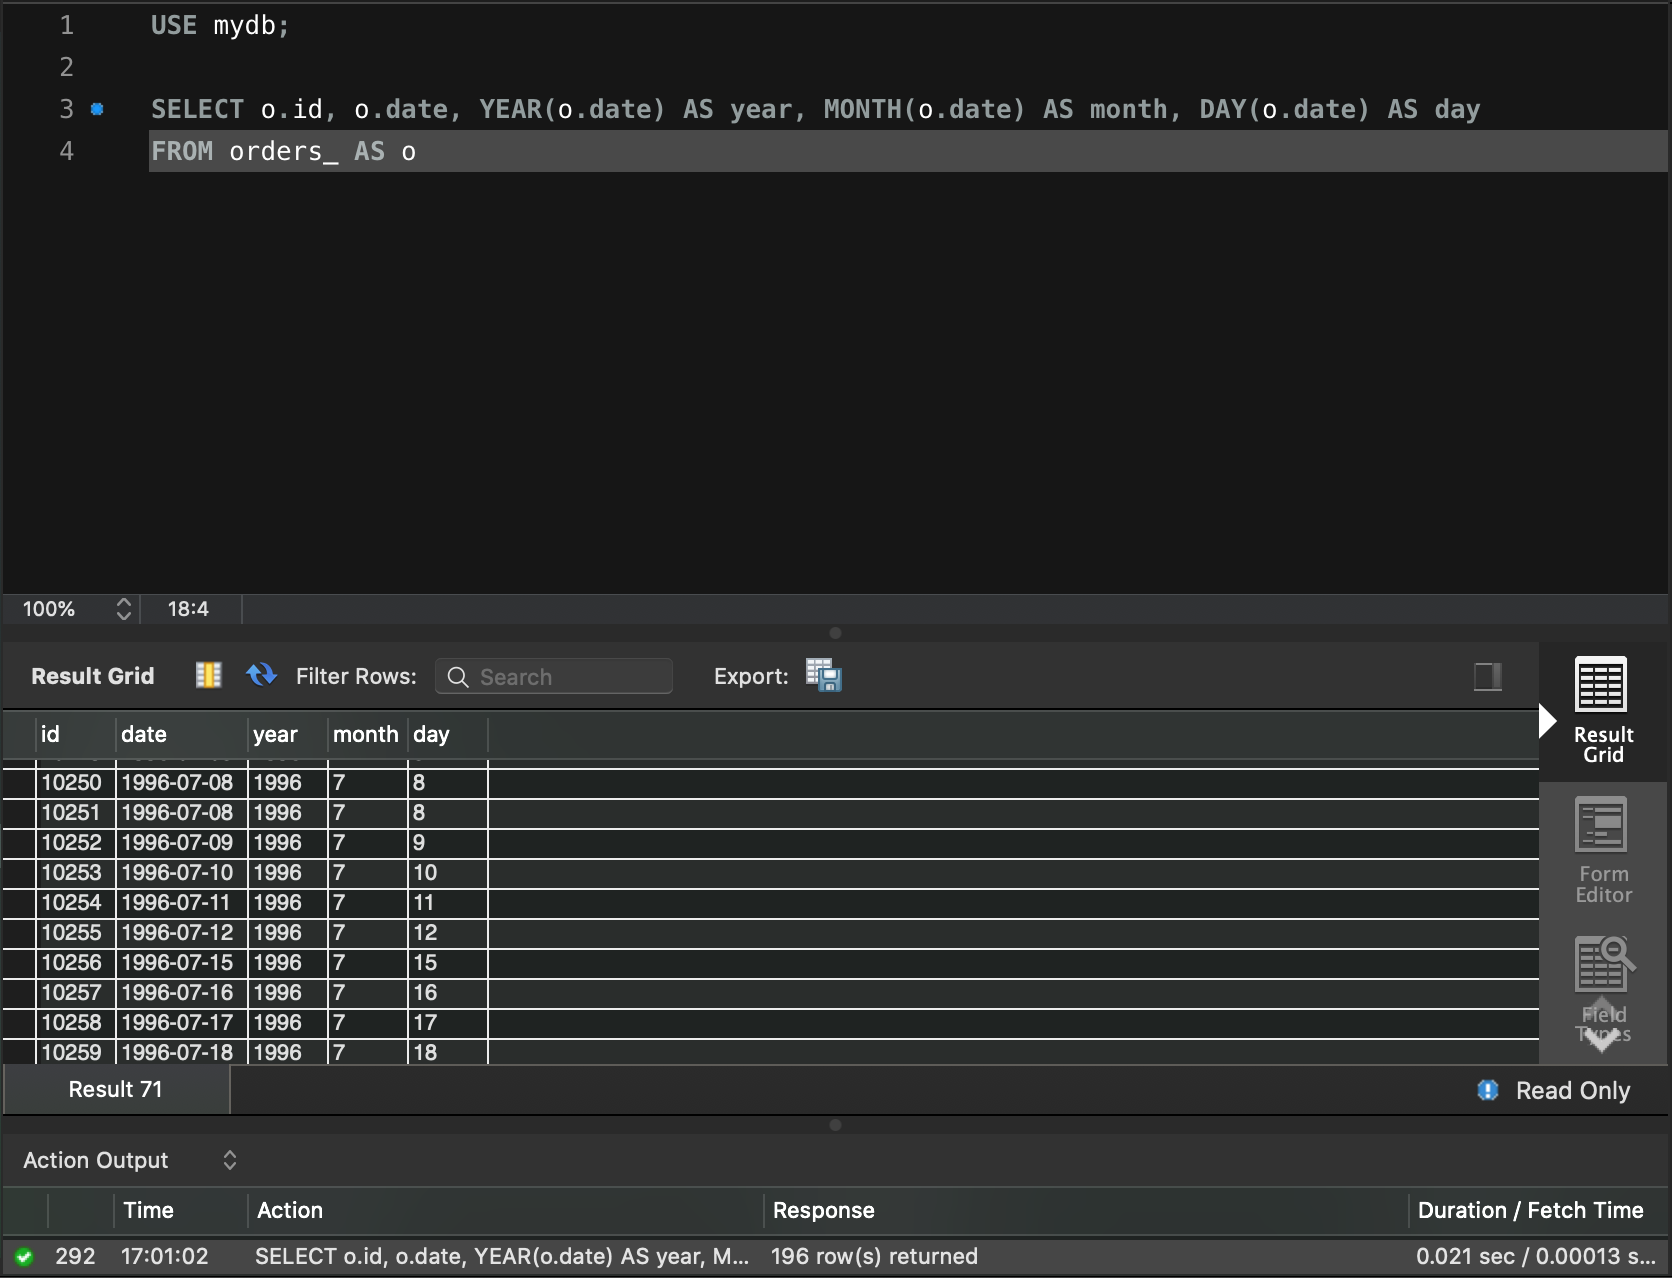 1 USE mydb;
2
3 SELECT o.id, o.date, YEAR(o.date) AS year, MONTH(o.date) AS month, DAY(o.date) AS day
4 FROM orders_ AS o
100% 18:4
Result Grid Filter Rows: Search Export:
Result
Grid
Form
Editor
Field
Types
id date year month day
10250 1996-07-08 1996 7 8
10251 1996-07-08 1996 7 8
10252 1996-07-09 1996 7 9
10253 1996-07-10 1996 7 10
10254 1996-07-11 1996 7 11
10255 1996-07-12 1996 7 12
10256 1996-07-15 1996 7 15
10257 1996-07-16 1996 7 16
10258 1996-07-17 1996 7 17
10259 1996-07-18 1996 7 18
Result 71 Read Only
Action Output
Time Action Response Duration / Fetch Time
292 17:01:02 SELECT o.id, o.date, YEAR(o.date) AS year, M... 196 row(s) returned 0.021 sec / 0.00013 s...